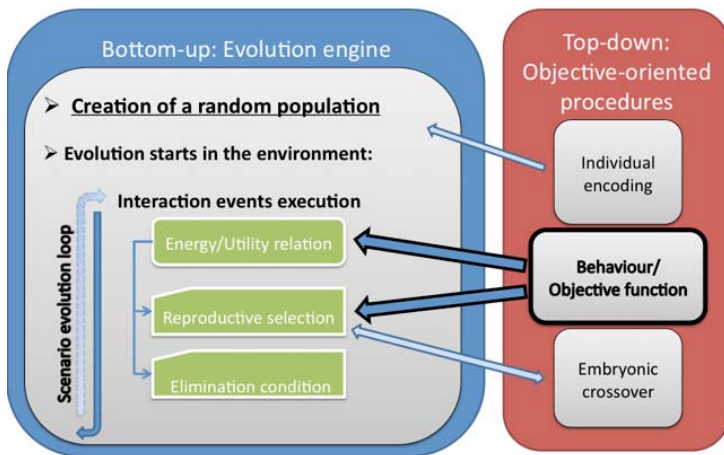 Bottom-up: Evolution engine
➢ Creation of a random population
➢ Evolution starts in the environment:
Interaction events execution
Scenario evolution loop
Energy/Utility relation
Reproductive selection
Elimination condition
Top-down:
Objective-oriented
procedures
Individual
encoding
Behaviour/
Objective function
Embryonic
crossover